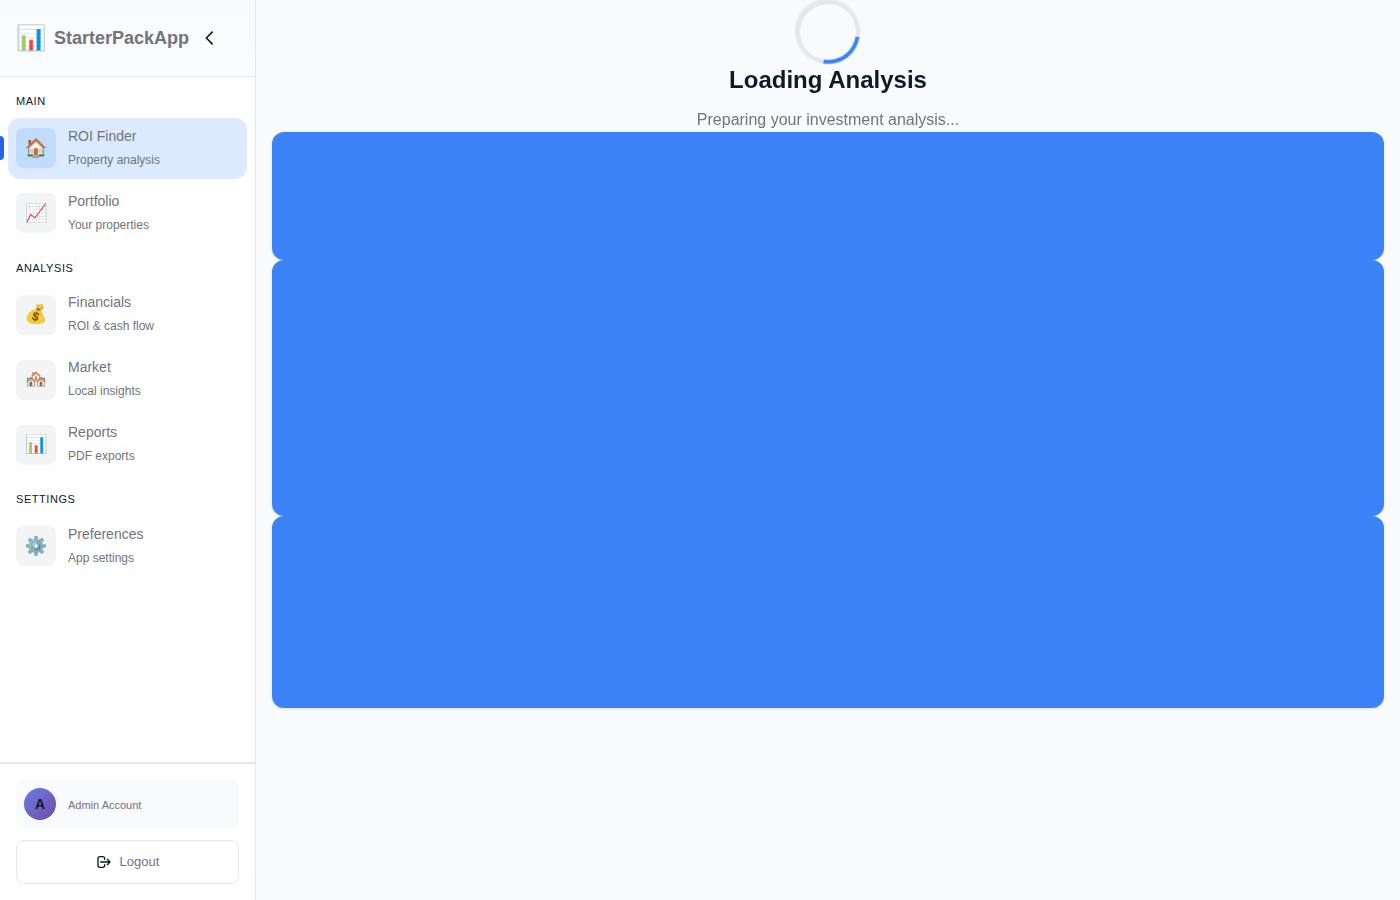 StarterPackApp
MAIN
ROI Finder
Property analysis
Portfolio
Your properties
ANALYSIS
Financials
ROI & cash flow
Market
Local insights
Reports
PDF exports
SETTINGS
Preferences
App settings
A
Admin Account
Logout
Loading Analysis
Preparing your investment analysis...